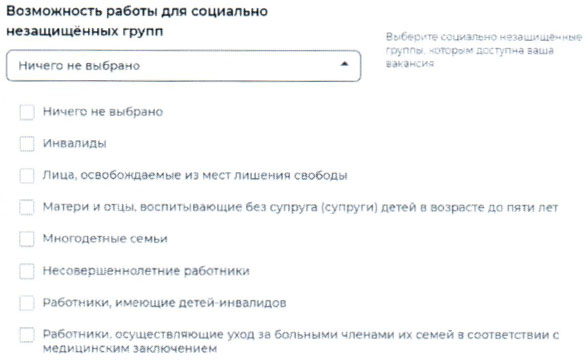 Возможность работы для социально
незащищённых групп
Выберите социально незащищённые
группы, которым доступна ваша
вакансия
Ничего не выбрано
Ничего не выбрано
Инвалиды
Лица, освобождаемые из мест лишения свободы
Матери и отцы, воспитывающие без супруга (супруги) детей в возрасте до пяти лет
Многодетные семьи
Несовершеннолетние работники
Работники, имеющие детей-инвалидов
Работники, осуществляющие уход за больными членами их семей в соответствии с
медицинским заключением